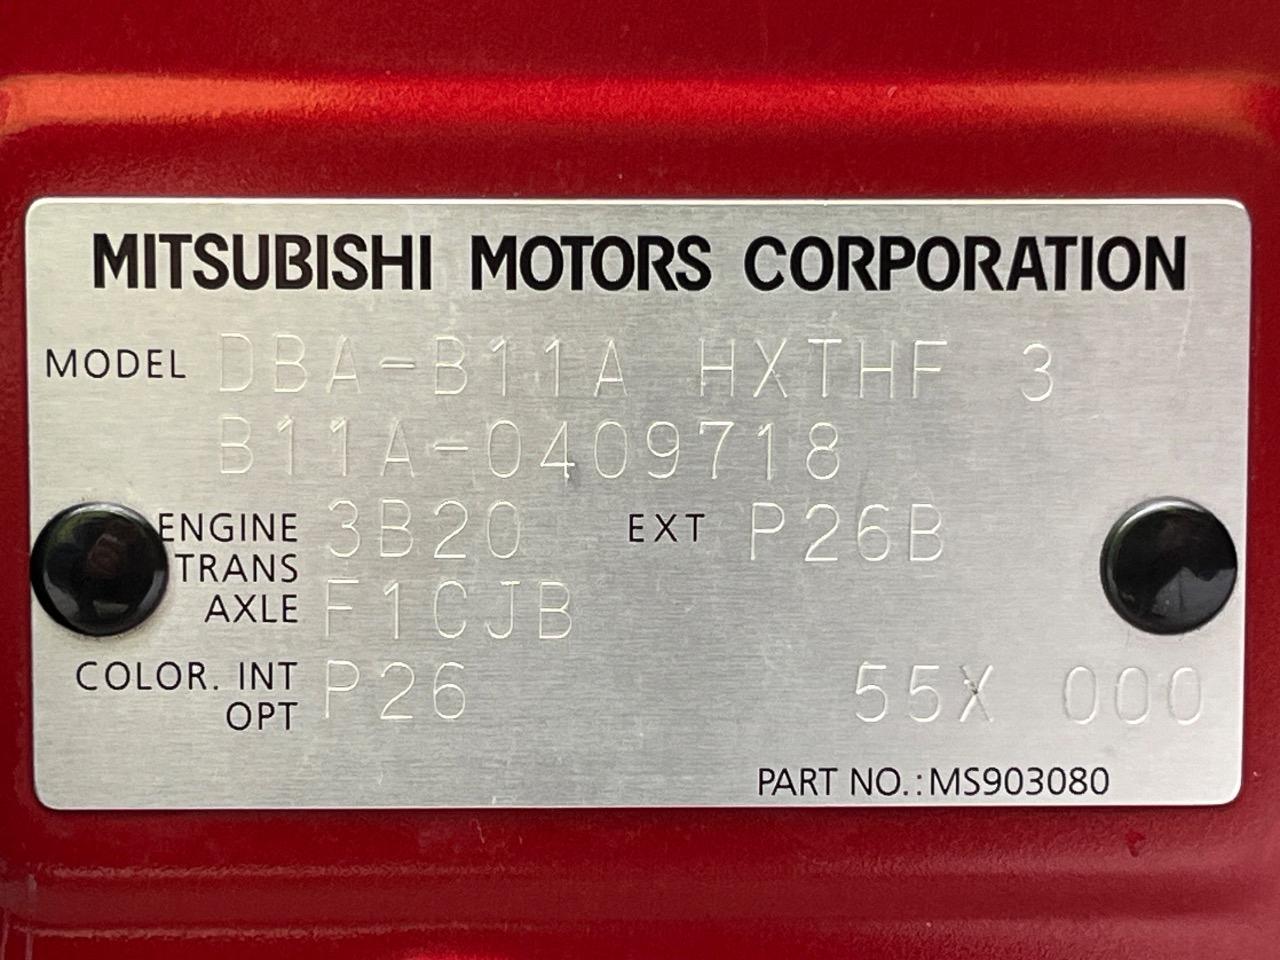 MITSUBISHI MOTORS CORPORATION
MODEL DBA-B11A HXTHF 3
B11A-0409718
ENGINE 3B20 EXT P26B
TRANS
AXLE F1CJB
COLOR. INT P26 55X 000
OPT
PART NO.:MS903080